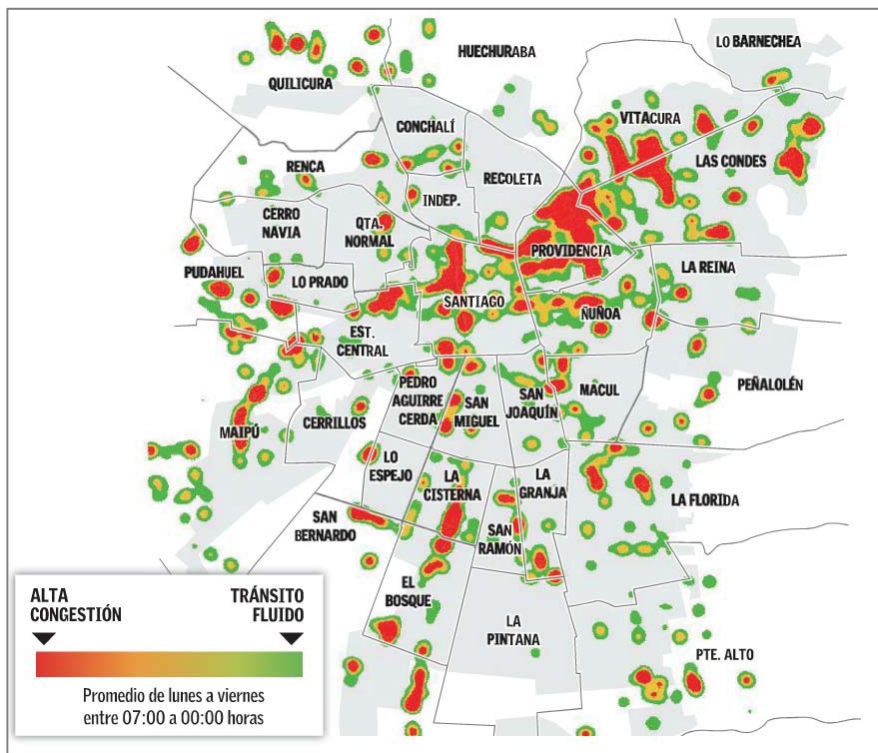 LO BARNECHEA
HUECHURABA
QUILICURA
VITACURA
CONCHALÍ
LAS CONDES
RENCA
RECOLETA
INDEP.
CERRO
NAVIA
QTA.
NORMAL
PROVIDENCIA
PUDAHUEL
LA REINA
LO PRADO
SANTIAGO
ÑUÑOA
EST.
CENTRAL
PEDRO
AGUIRRE
CERDA
SAN
MIGUEL
SAN
JOAQUÍN
MACUL
PEÑALOLÉN
CERRILLOS
MAIPÚ
LO
ESPEJO
LA
CISTERNA
LA
GRANJA
LA FLORIDA
SAN
BERNARDO
SAN
RAMÓN
EL
BOSQUE
LA
PINTANA
PTE. ALTO
ALTA
CONGESTIÓN
TRÁNSITO
FLUIDO
Promedio de lunes a viernes
entre 07:00 a 00:00 horas